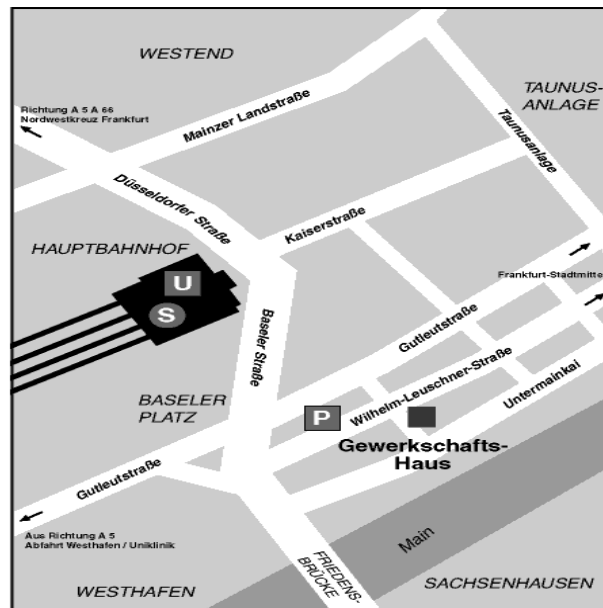 WESTEND
TAUNUS-
ANLAGE
Richtung A 5 A 66
Nordwestkreuz Frankfurt
Mainzer Landstraße
Taunusanlage
Düsseldorfer Straße
Kaiserstraße
HAUPTBAHNHOF
U
S
Frankfurt-Stadtmitte
Baseler Straße
Gutleutstraße
Wilhelm-Leuschner-Straße
Untermainkai
BASELER
PLATZ
P
Gewerkschafts-
Haus
Gutleutstraße
Aus Richtung A 5
Abfahrt Westhafen / Uniklinik
Main
FRIEDENS-
BRÜCKE
WESTHAFEN
SACHSENHAUSEN